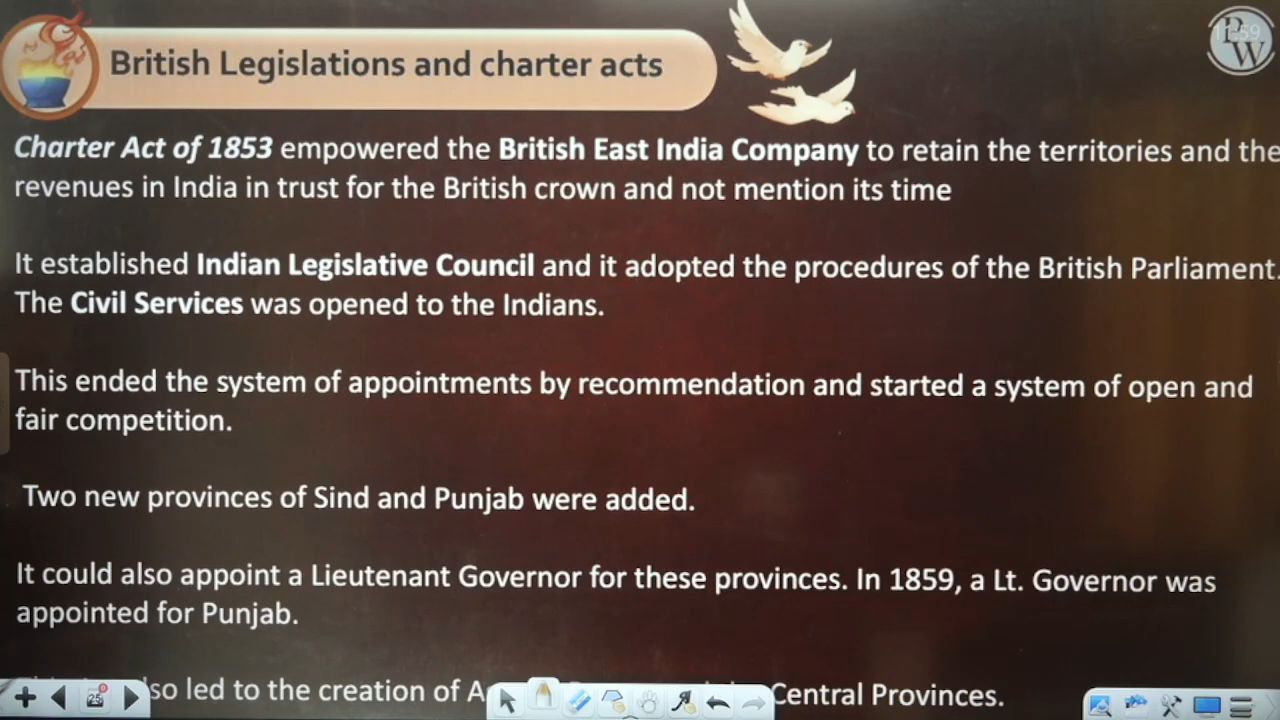 British Legislations and charter acts
PW
Charter Act of 1853 empowered the British East India Company to retain the territories and the
revenues in India in trust for the British crown and not mention its time
It established Indian Legislative Council and it adopted the procedures of the British Parliament.
The Civil Services was opened to the Indians.
This ended the system of appointments by recommendation and started a system of open and
fair competition.
Two new provinces of Sind and Punjab were added.
It could also appoint a Lieutenant Governor for these provinces. In 1859, a Lt. Governor was
appointed for Punjab.
so led to the creation of Central Provinces.
25